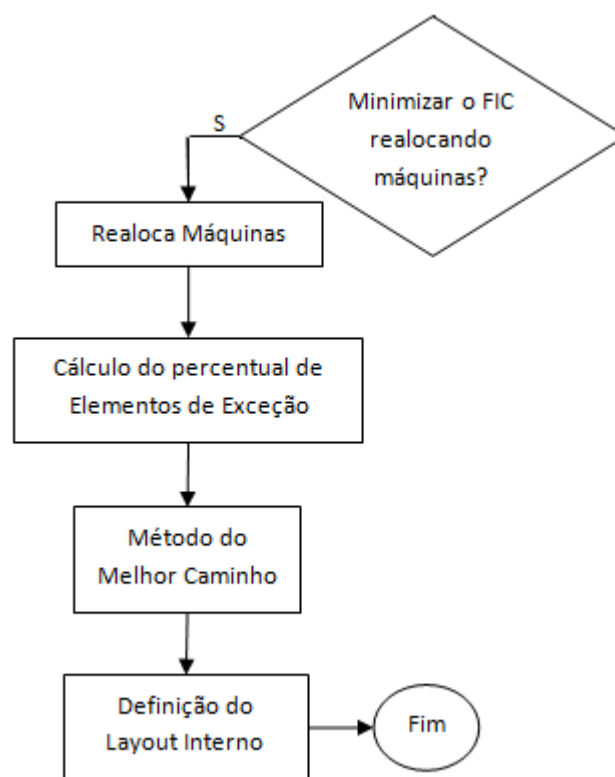 Minimizar o FIC
realocando
máquinas?
S
Realoca Máquinas
Cálculo do percentual de
Elementos de Exceção
Método do
Melhor Caminho
Definição do
Layout Interno
Fim